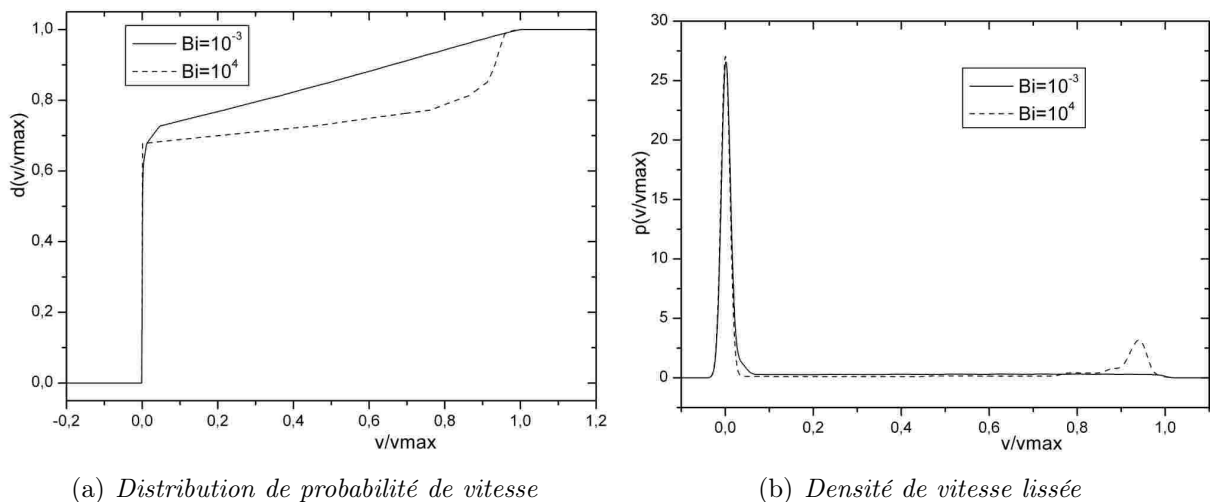 1,0
0,8
0,6
0,4
0,2
0,0
d(v/vmax)
Bi=10⁻³
Bi=10⁴
-0,2 0,0 0,2 0,4 0,6 0,8 1,0 1,2
v/vmax
(a) Distribution de probabilité de vitesse
30
25
20
15
10
5
0
p(v/vmax)
Bi=10⁻³
Bi=10⁴
0,0 0,2 0,4 0,6 0,8 1,0
v/vmax
(b) Densité de vitesse lissée